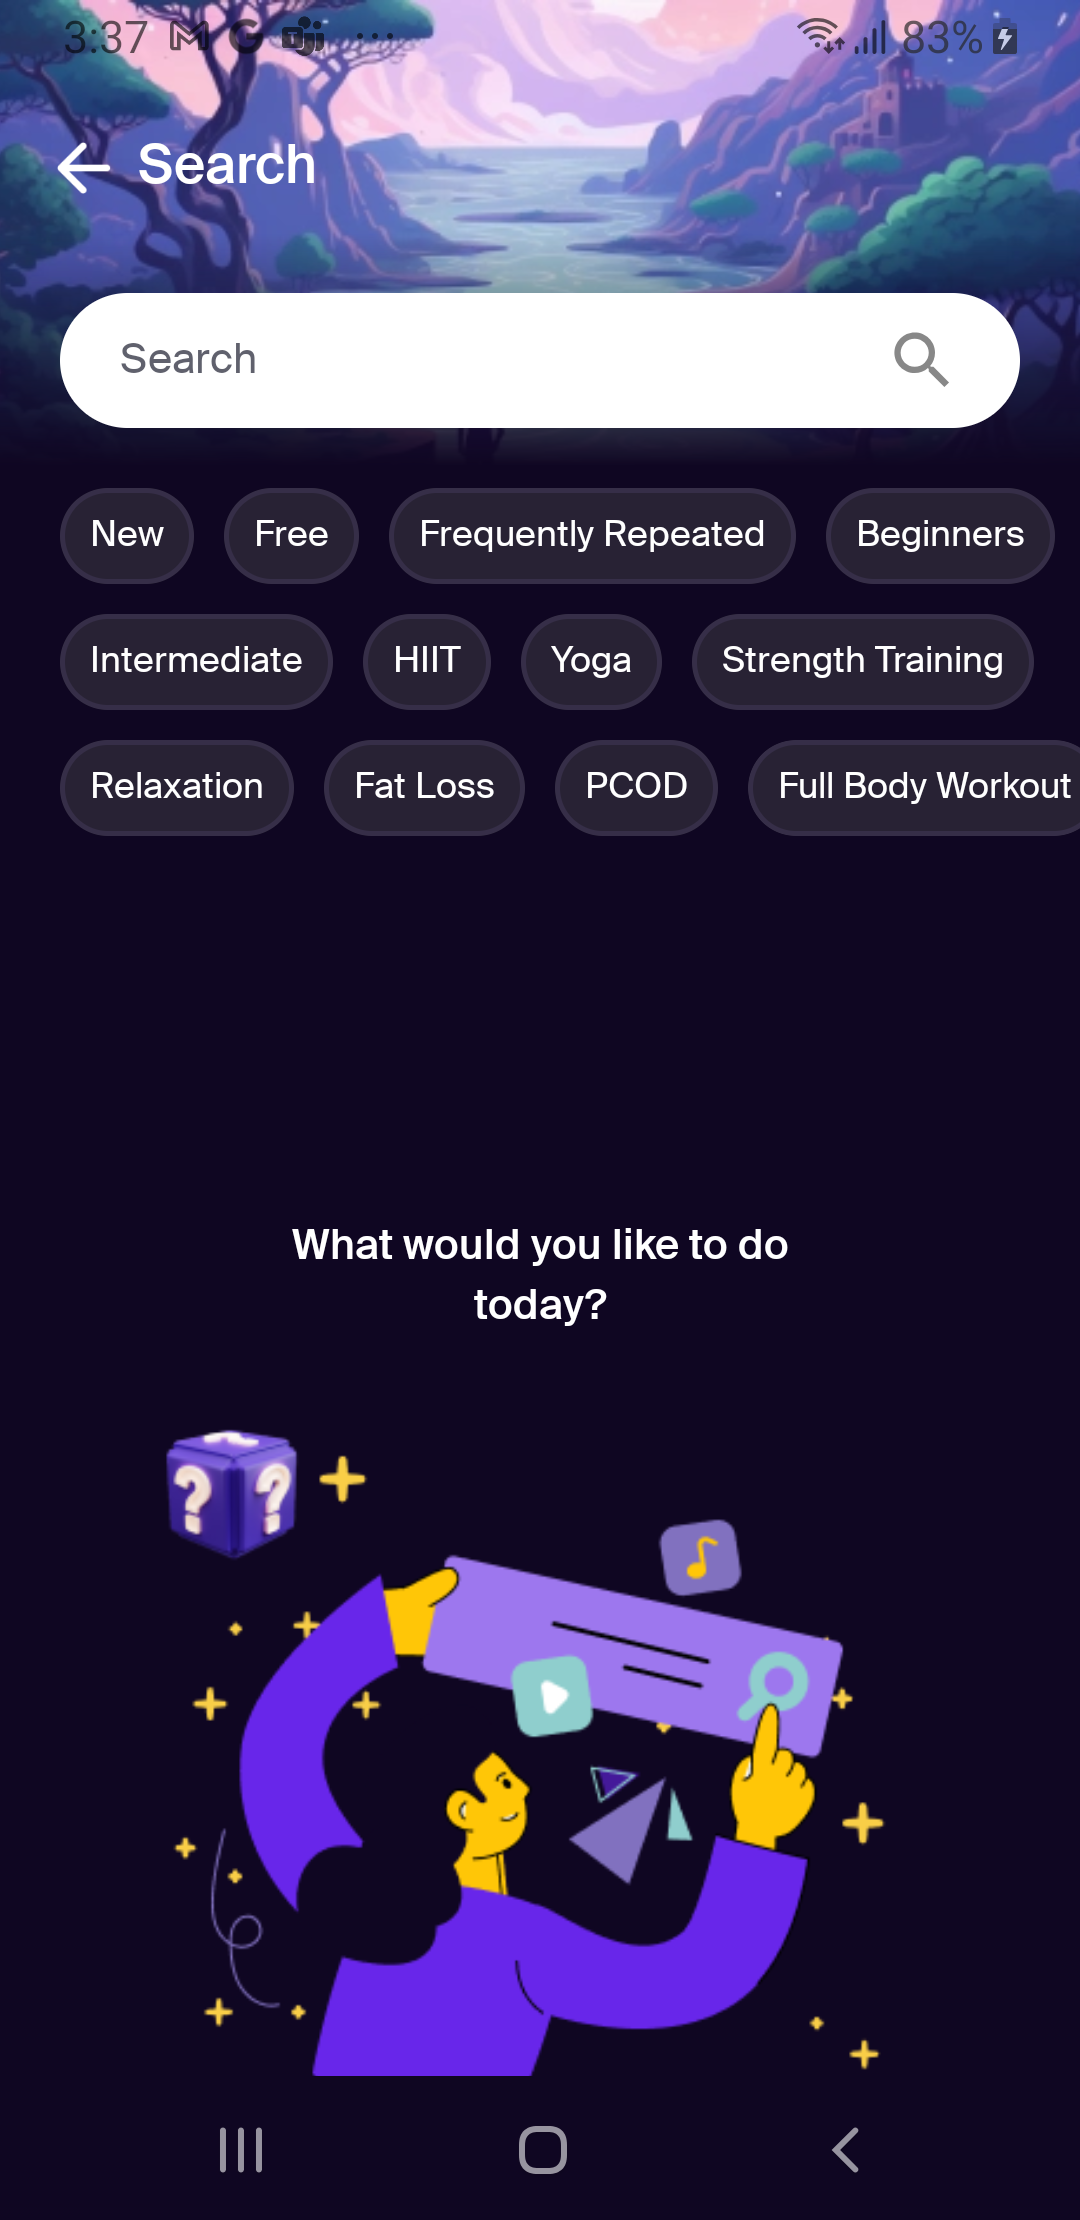 3:37 83%
Search
Search
New Free Frequently Repeated Beginners
Intermediate HIIT Yoga Strength Training
Relaxation Fat Loss PCOD Full Body Workout
What would you like to do
today?
? ?